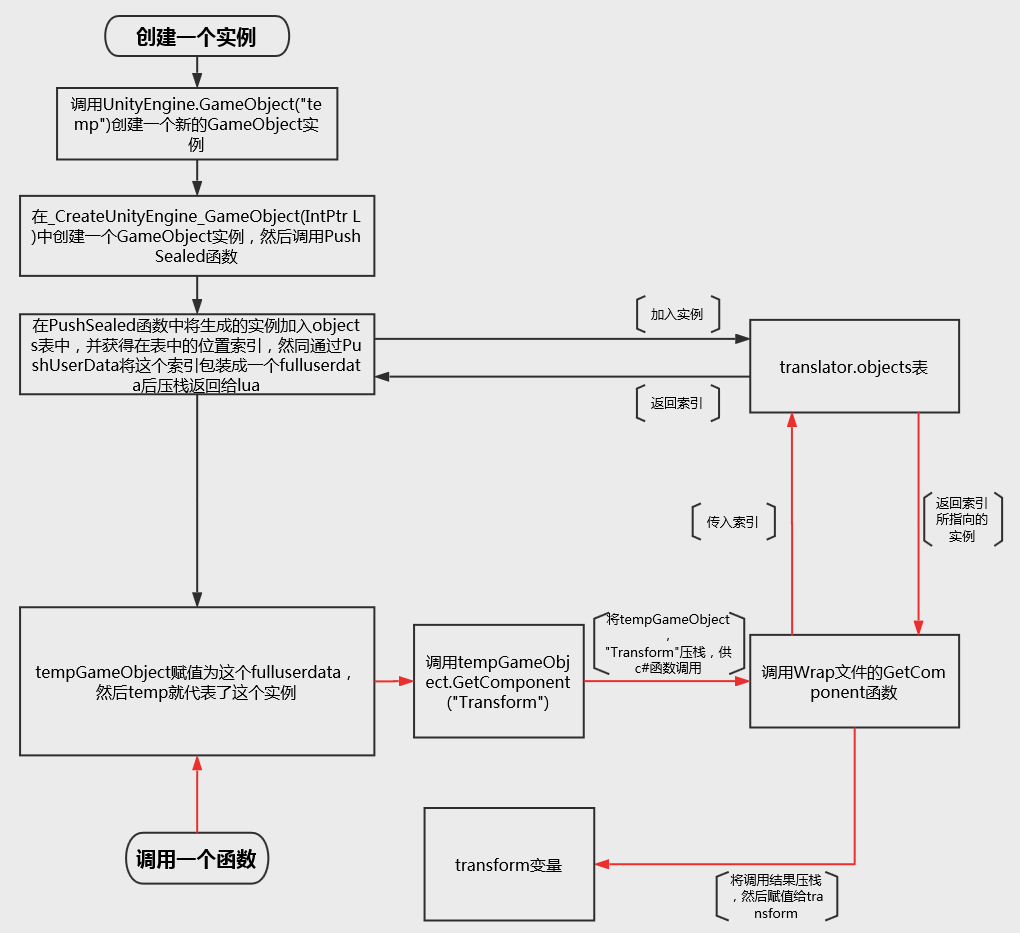 创建一个实例
调用UnityEngine.GameObject("te
mp")创建一个新的GameObject实
例
在_CreateUnityEngine_GameObject(IntPtr L
)中创建一个GameObject实例，然后调用Push
Sealed函数
在PushSealed函数中将生成的实例加入object
s表中，并获得在表中的位置索引，然同通过Pu
shUserData将这个索引包装成一个fulluserdat
a后压栈返回给lua
加入实例
translator.objects表
返回索引
传入索引
返回索引
所指向的
实例
tempGameObject赋值为这个fulluserdata，
然后temp就代表了这个实例
调用tempGameObj
ect.GetComponent
("Transform")
将tempGameObject
，
"Transform"压栈，供
c#函数调用
调用Wrap文件的GetCom
ponent函数
调用一个函数
transform变量
将调用结果压栈
，然后赋值给tra
nsform